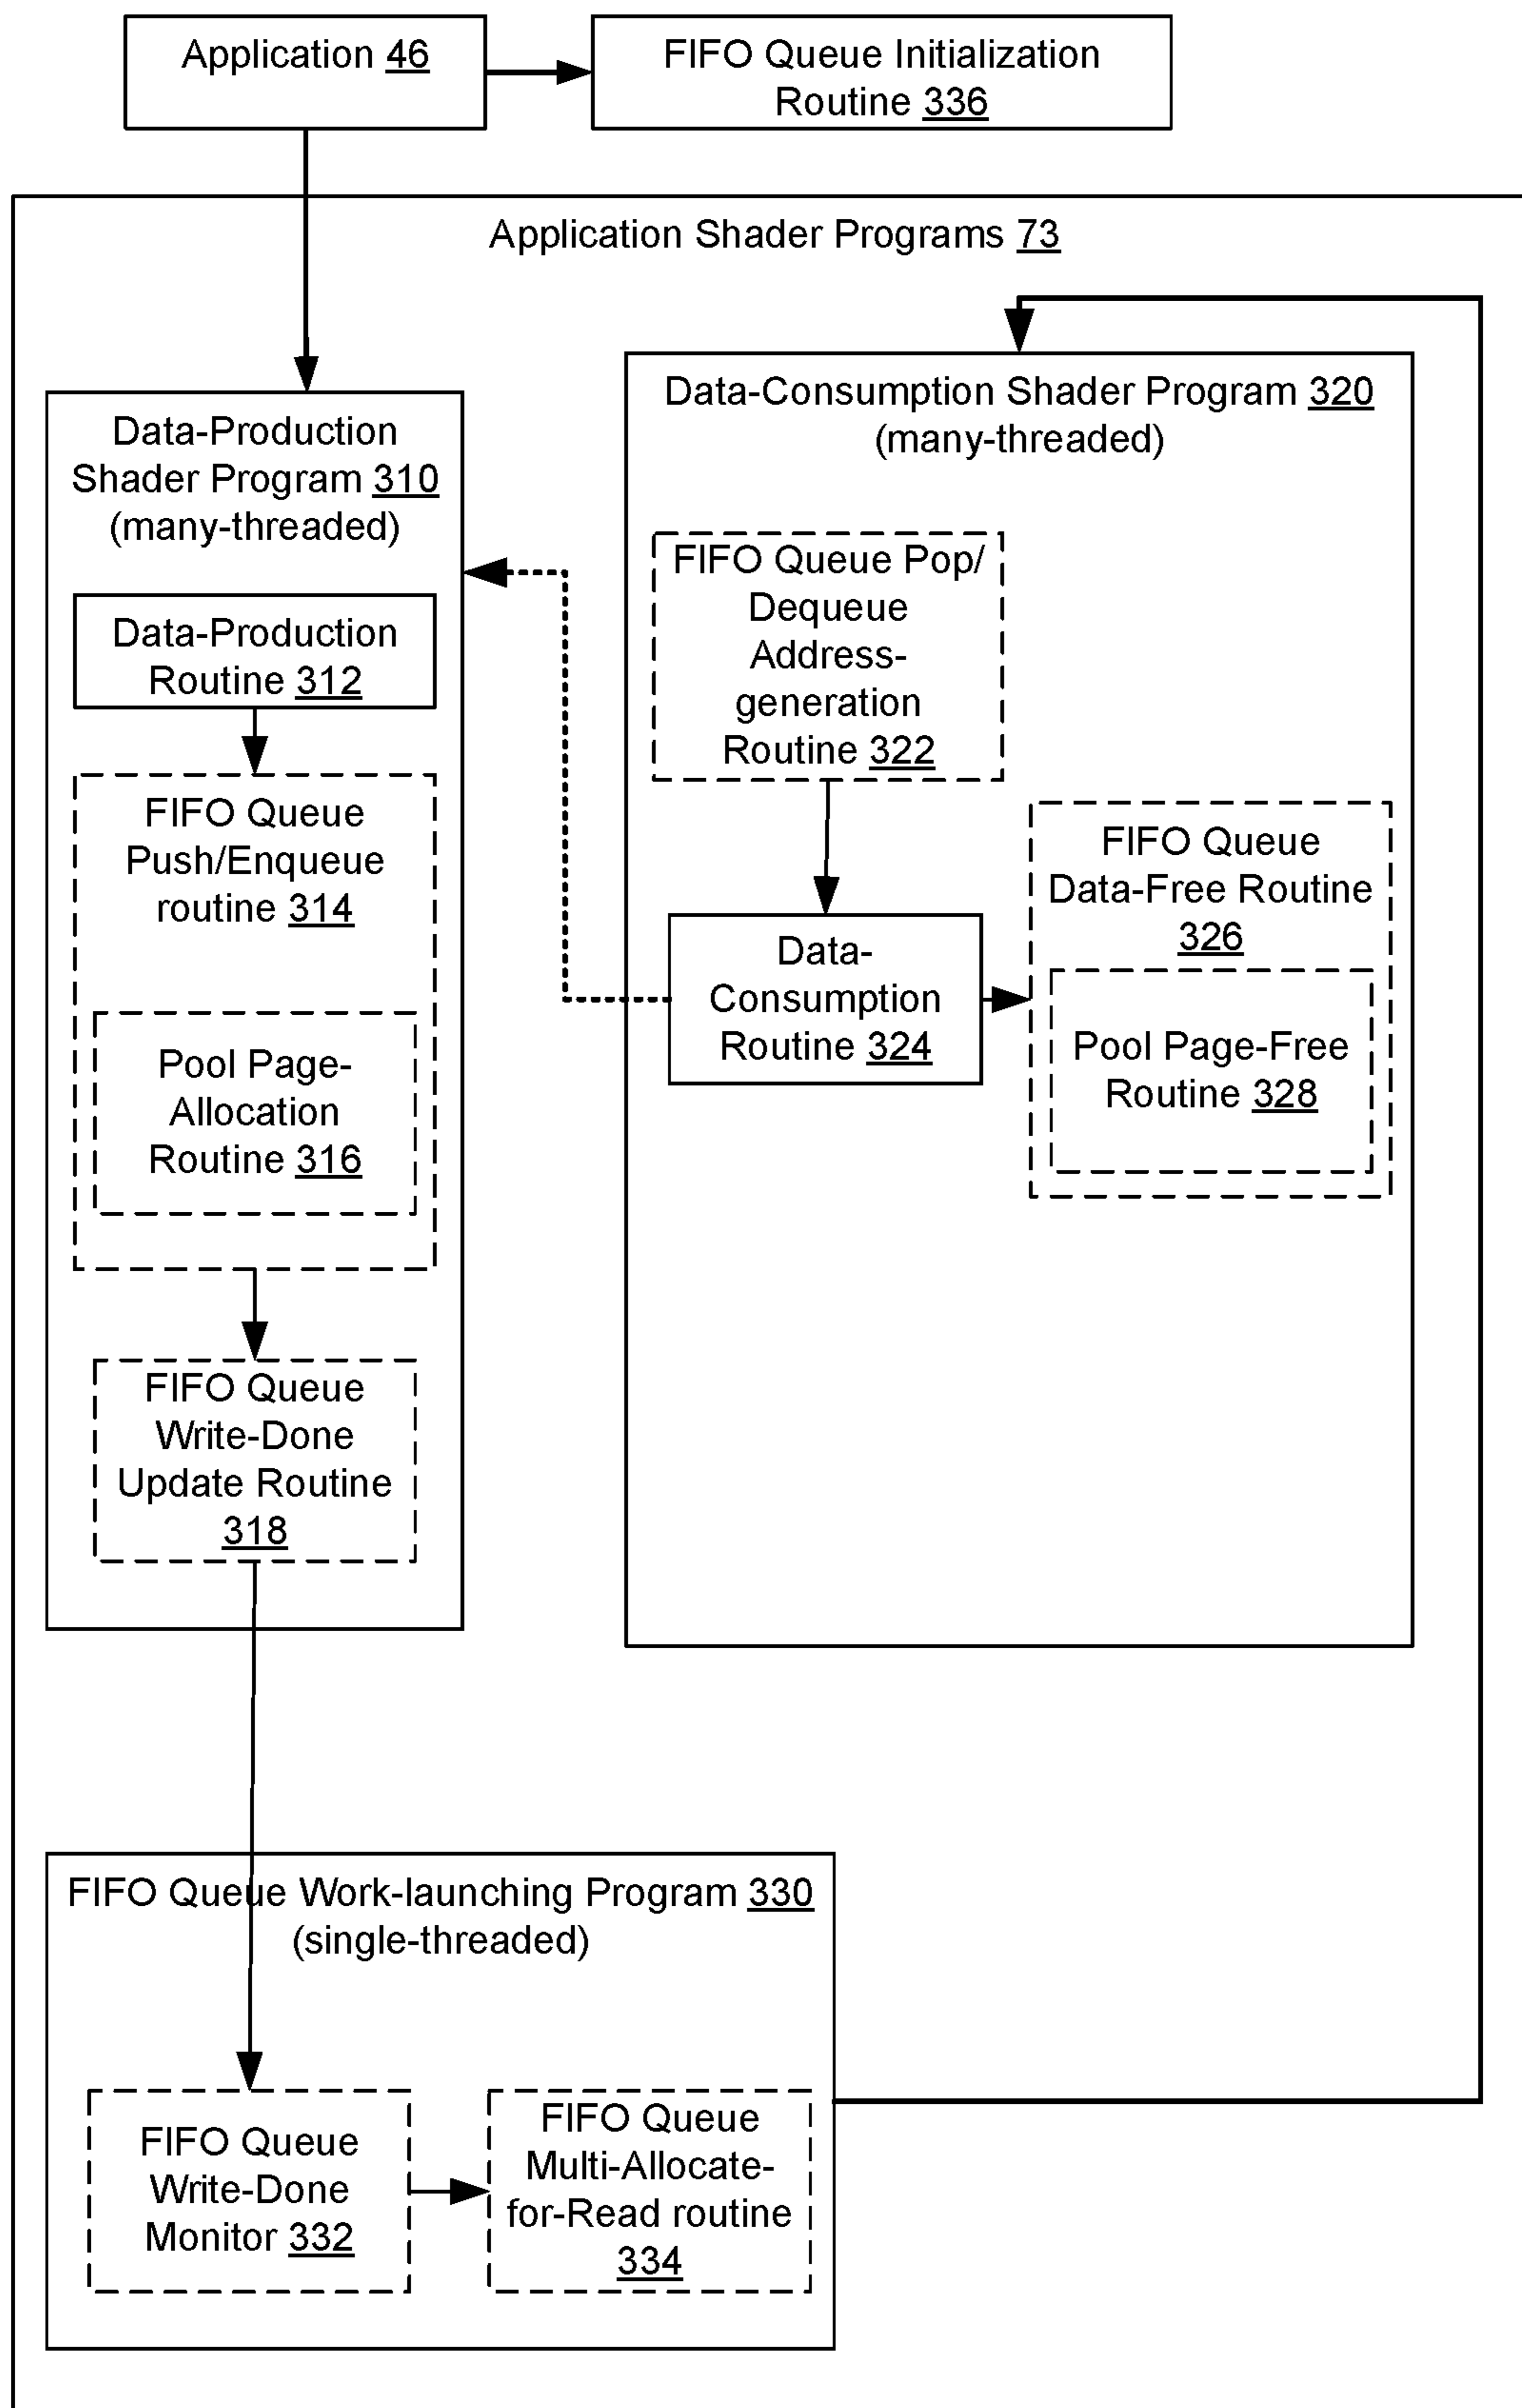 Application 46
FIFO Queue Initialization
Routine 336
Application Shader Programs 73
Data-Production
Shader Program 310
(many-threaded)
Data-Production
Routine 312
FIFO Queue
Push/Enqueue
routine 314
Pool Page-
Allocation
Routine 316
FIFO Queue
Write-Done
Update Routine
318
Data-Consumption Shader Program 320
(many-threaded)
FIFO Queue Pop/
Dequeue
Address-
generation
Routine 322
Data-
Consumption
Routine 324
FIFO Queue
Data-Free Routine
326
Pool Page-Free
Routine 328
FIFO Queue Work-launching Program 330
(single-threaded)
FIFO Queue
Write-Done
Monitor 332
FIFO Queue
Multi-Allocate-
for-Read routine
334